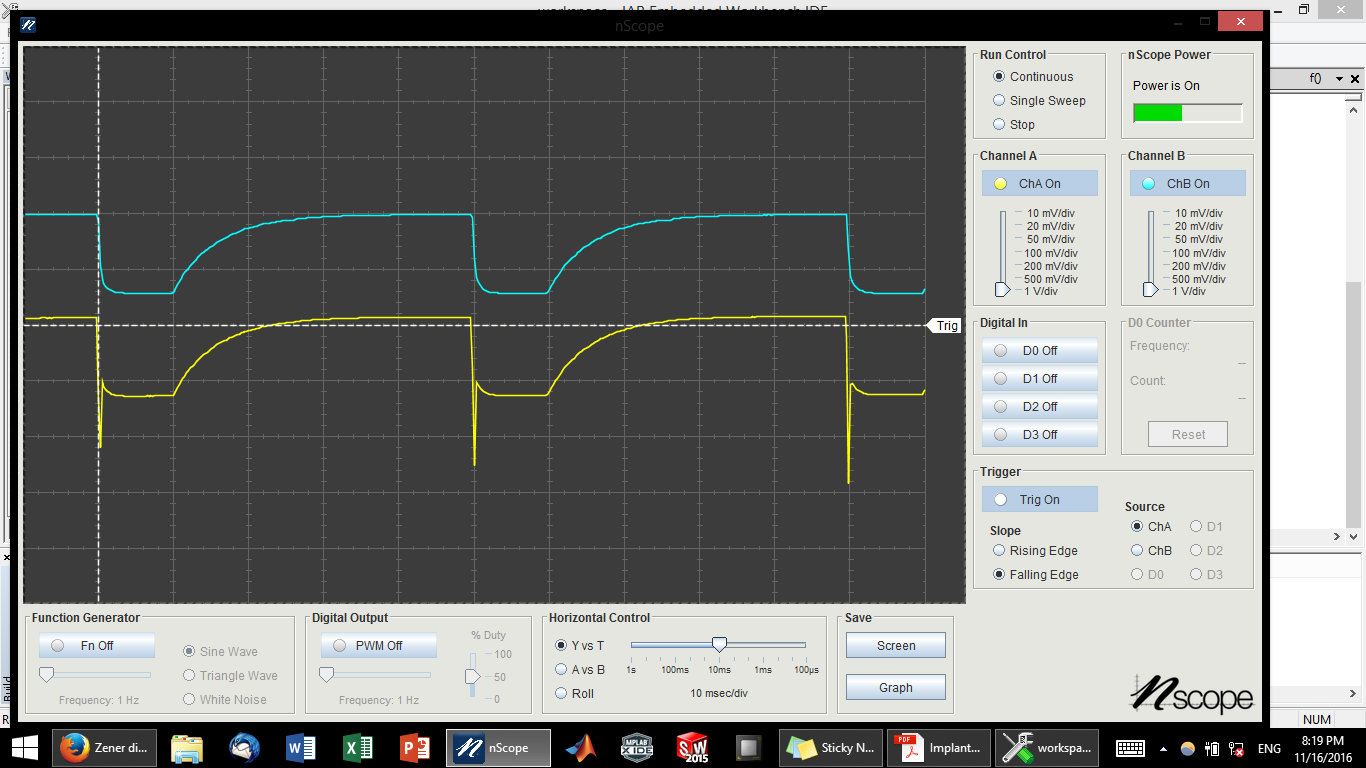 workspace - IAR Embedded Workbench IDE
nScope
f()
Trig
Run Control
Continuous
Single Sweep
Stop
nScope Power
Power is On
Channel A
ChA On
10 mV/div
20 mV/div
50 mV/div
100 mV/div
200 mV/div
500 mV/div
1 V/div
Channel B
ChB On
10 mV/div
20 mV/div
50 mV/div
100 mV/div
200 mV/div
500 mV/div
1 V/div
Digital In
D0 Off
D1 Off
D2 Off
D3 Off
D0 Counter
Frequency:
--
Count:
--
Reset
Trigger
Trig On
Slope
Rising Edge
Falling Edge
Source
ChA
D1
ChB
D2
D0
D3
Function Generator
Fn Off
Sine Wave
Triangle Wave
White Noise
Frequency: 1 Hz
Digital Output
PWM Off
% Duty
100
50
0
Frequency: 1 Hz
Horizontal Control
Y vs T
A vs B
Roll
1s 100ms 10ms 1ms 100µs
10 msec/div
Save
Screen
Graph
nscope
Build
NUM
Zener di...
nScope
MPLAB
X IDE
SW
2015
Sticky N...
PDF
Implant...
worksp­a...
ENG
8:19 PM
11/16/2016